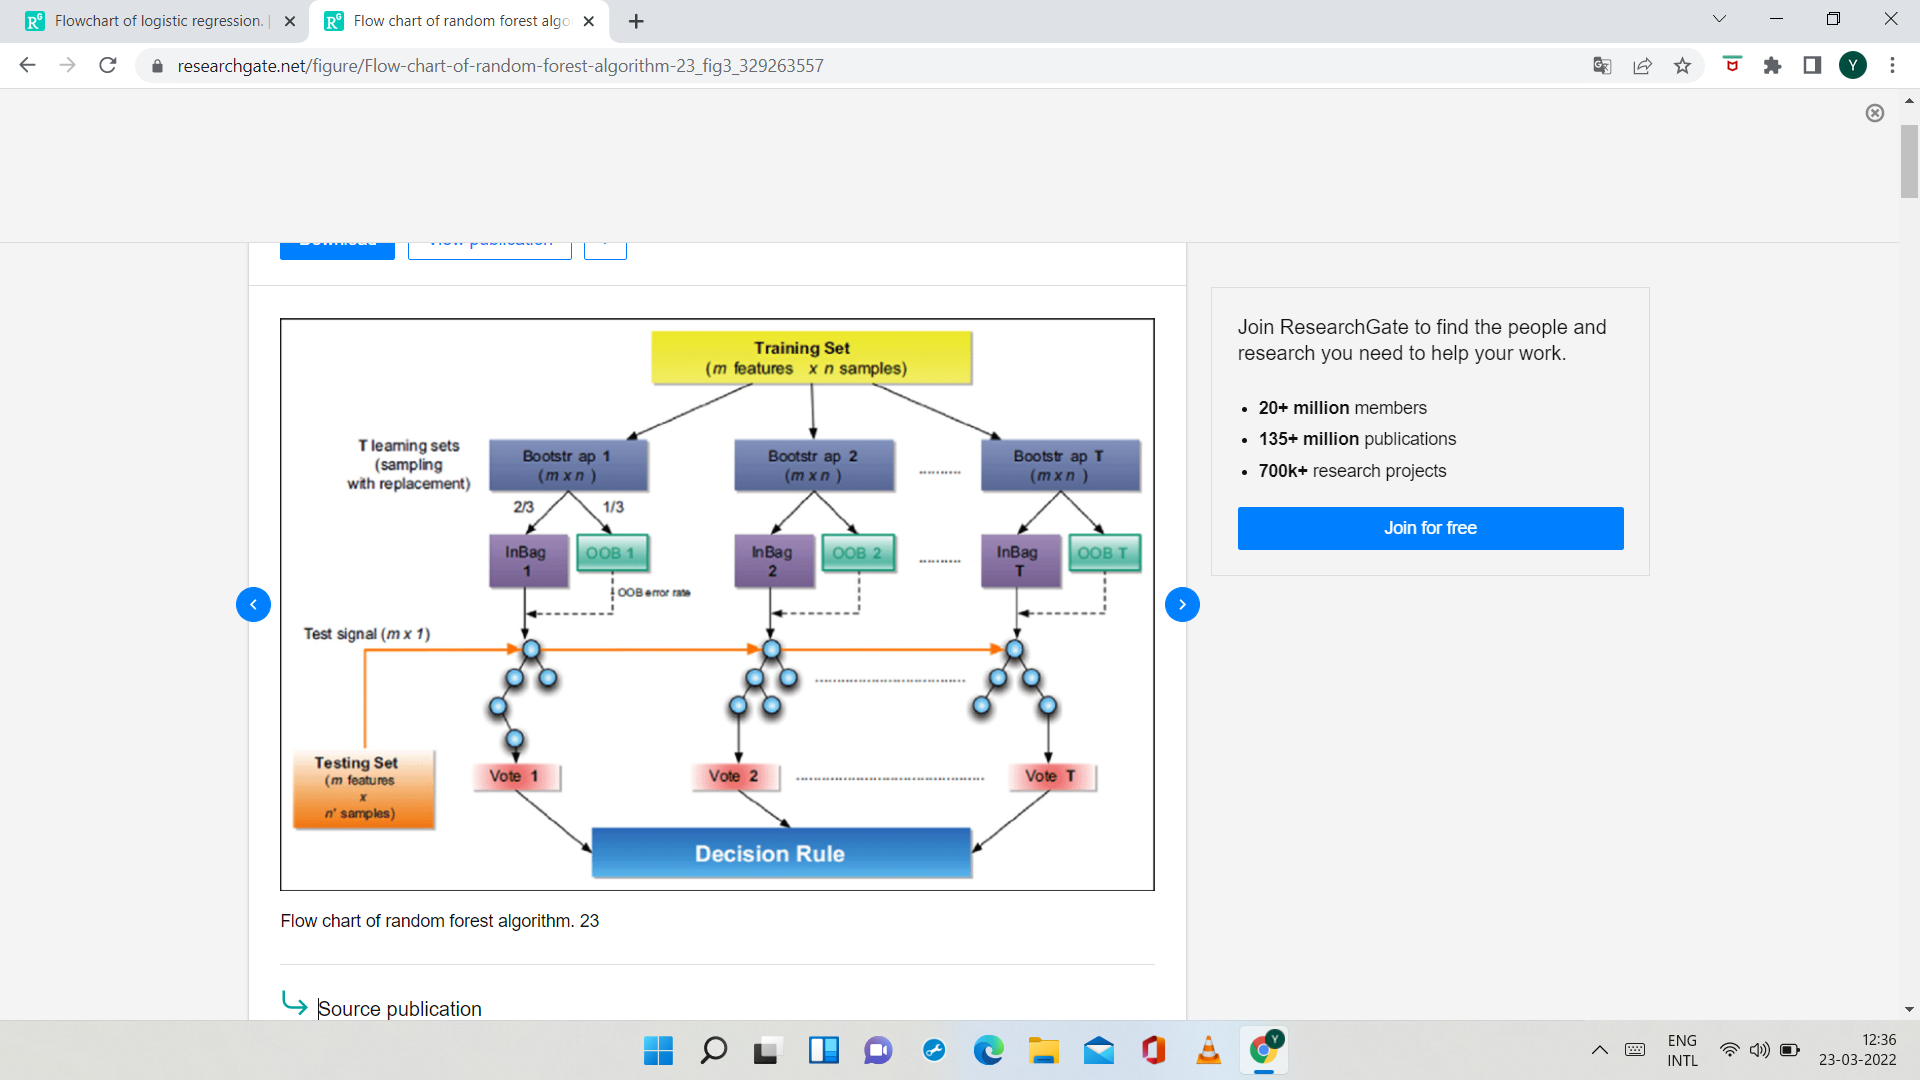 Flowchart of logistic regression. |
Flow chart of random forest algo
researchgate.net/figure/Flow-chart-of-random-forest-algorithm-23_fig3_329263557
Y
Download
View publication
Training Set
(m features x n samples)
T learning sets
(sampling
with replacement)
Bootstr ap 1
(m x n )
Bootstr ap 2
(m x n )
..........
Bootstr ap T
(m x n )
2/3
1/3
InBag
1
OOB 1
InBag
2
OOB 2
..........
InBag
T
OOB T
OOB error rate
Test signal (m x 1)
Testing Set
(m features
x
n' samples)
Vote 1
Vote 2
Vote T
Decision Rule
Flow chart of random forest algorithm. 23
Source publication
Join ResearchGate to find the people and
research you need to help your work.
• 20+ million members
• 135+ million publications
• 700k+ research projects
Join for free
ENG
INTL
12:36
23-03-2022